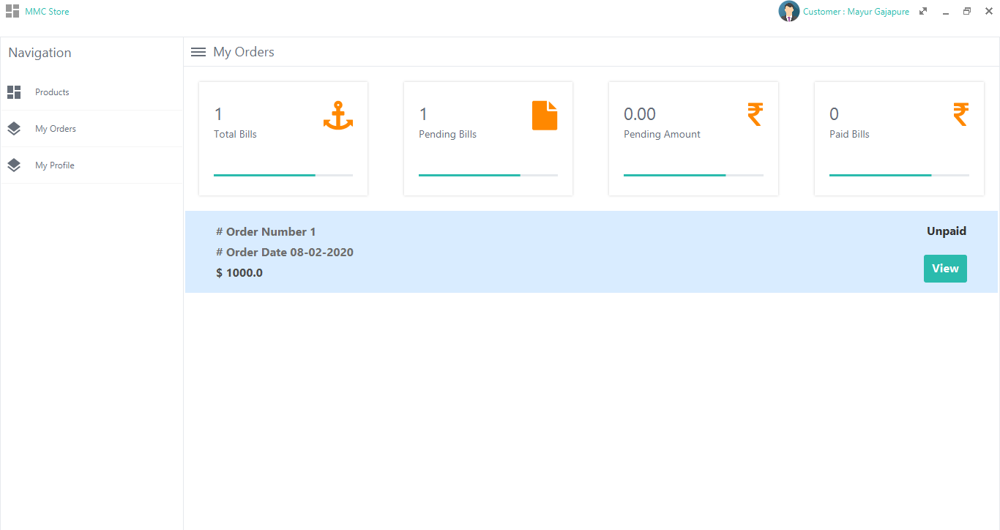 MMC Store
Customer : Mayur Gajapure
Navigation
My Orders
Products
My Orders
My Profile
1
Total Bills
1
Pending Bills
0.00
Pending Amount
₹
0
Paid Bills
₹
# Order Number 1
Unpaid
# Order Date 08-02-2020
$ 1000.0
View